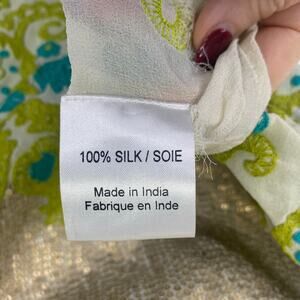 100% SILK / SOIE
Made in India
Fabrique en Inde